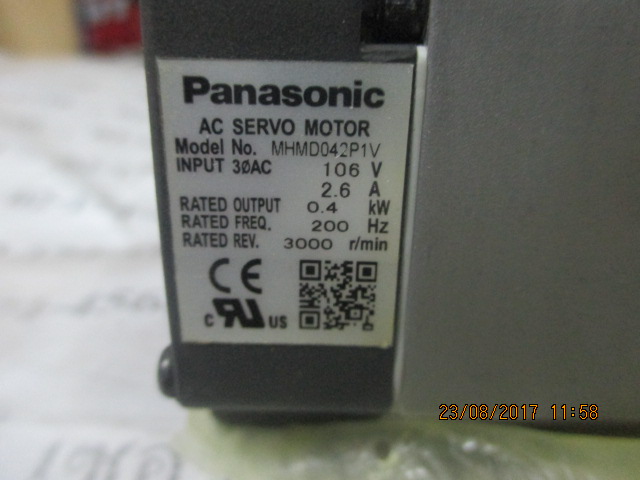 Panasonic
AC SERVO MOTOR
Model No. MHMD042P1V
INPUT 3øAC 106 V
2.6 A
RATED OUTPUT 0.4 kW
RATED FREQ. 200 Hz
RATED REV. 3000 r/min
CE
c RU US
23/08/2017 11:58